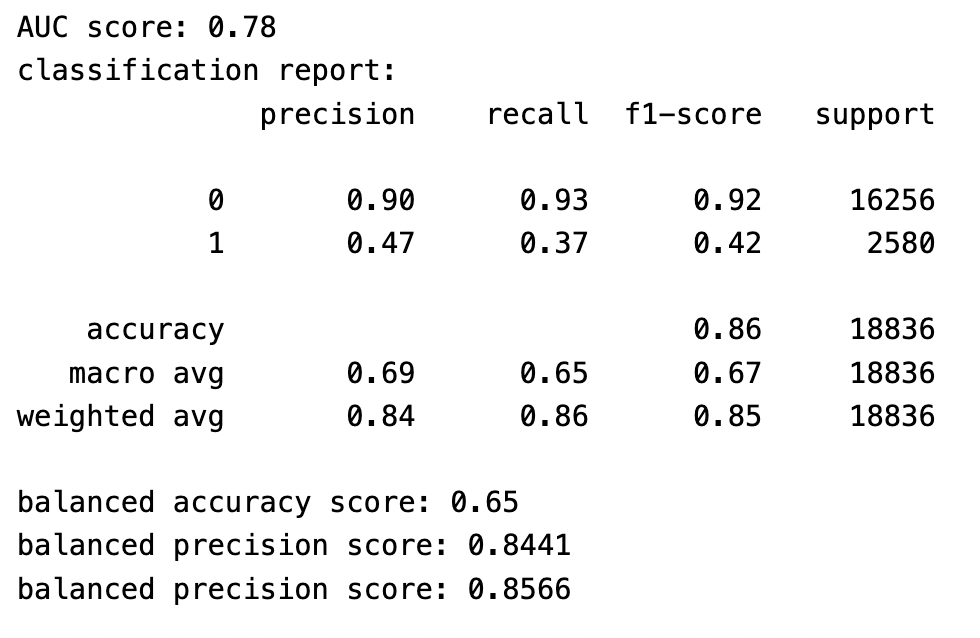 AUC score: 0.78
classification report:
precision recall f1-score support
0 0.90 0.93 0.92 16256
1 0.47 0.37 0.42 2580
accuracy 0.86 18836
macro avg 0.69 0.65 0.67 18836
weighted avg 0.84 0.86 0.85 18836
balanced accuracy score: 0.65
balanced precision score: 0.8441
balanced precision score: 0.8566